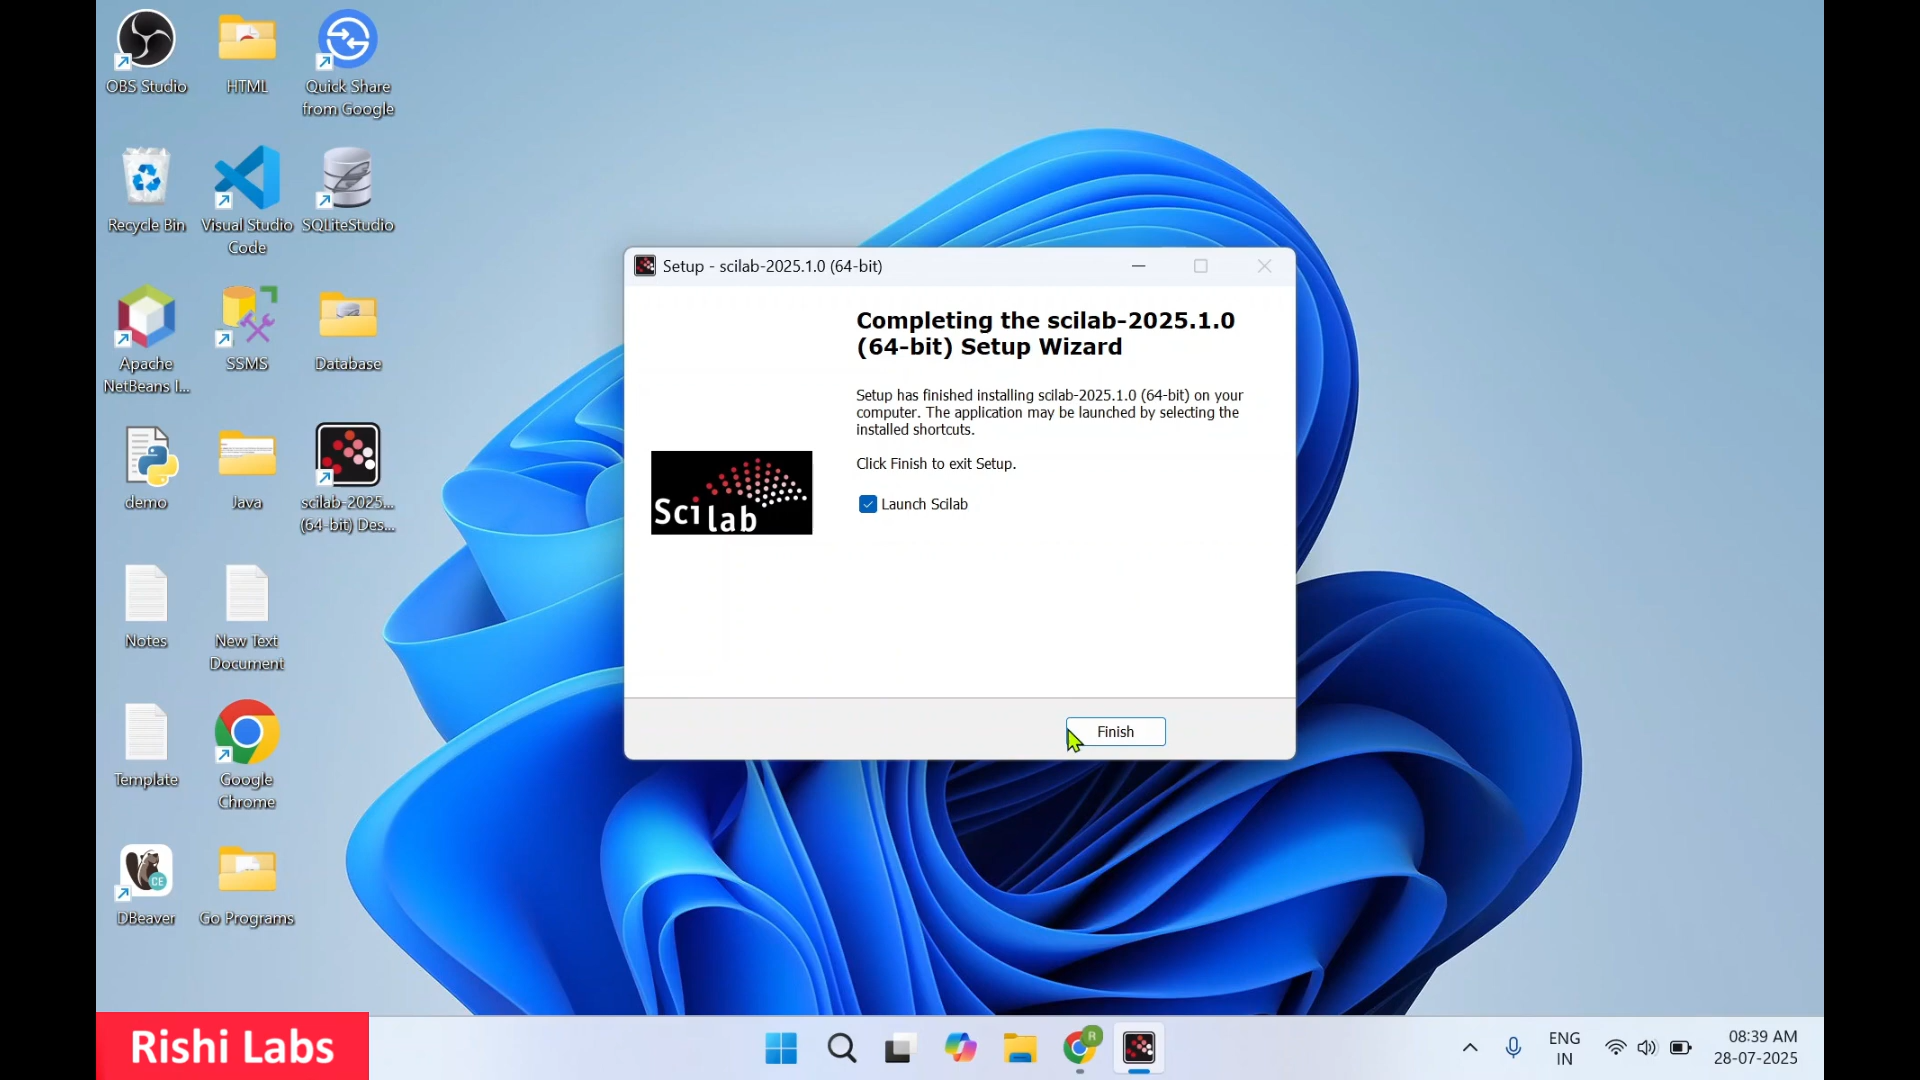 OBS Studio
HTML
Quick Share
from Google
Recycle Bin
Visual Studio
Code
SQLiteStudio
Apache
NetBeans I...
SSMS
Database
demo
Java
scilab-2025...
(64-bit) Des...
Notes
New Text
Document
Template
Google
Chrome
CE
DBeaver
Go Programs
Setup - scilab-2025.1.0 (64-bit)
Completing the scilab-2025.1.0
(64-bit) Setup Wizard
Setup has finished installing scilab-2025.1.0 (64-bit) on your
computer. The application may be launched by selecting the
installed shortcuts.
Click Finish to exit Setup.
Scilab
Launch Scilab
Finish
Rishi Labs
R
ENG
IN
08:39 AM
28-07-2025